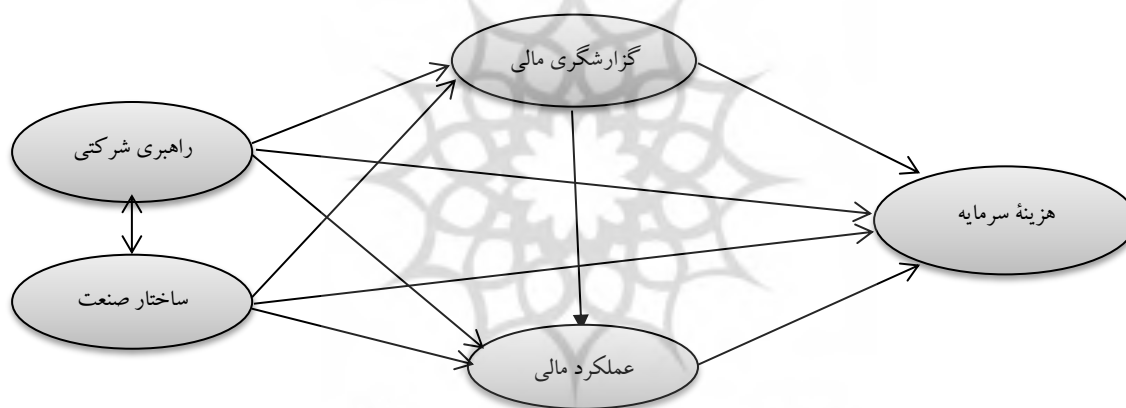 گزارشگری مالی
راهبری شرکتی
هزینهٔ سرمایه
ساختار صنعت
عملکرد مالی